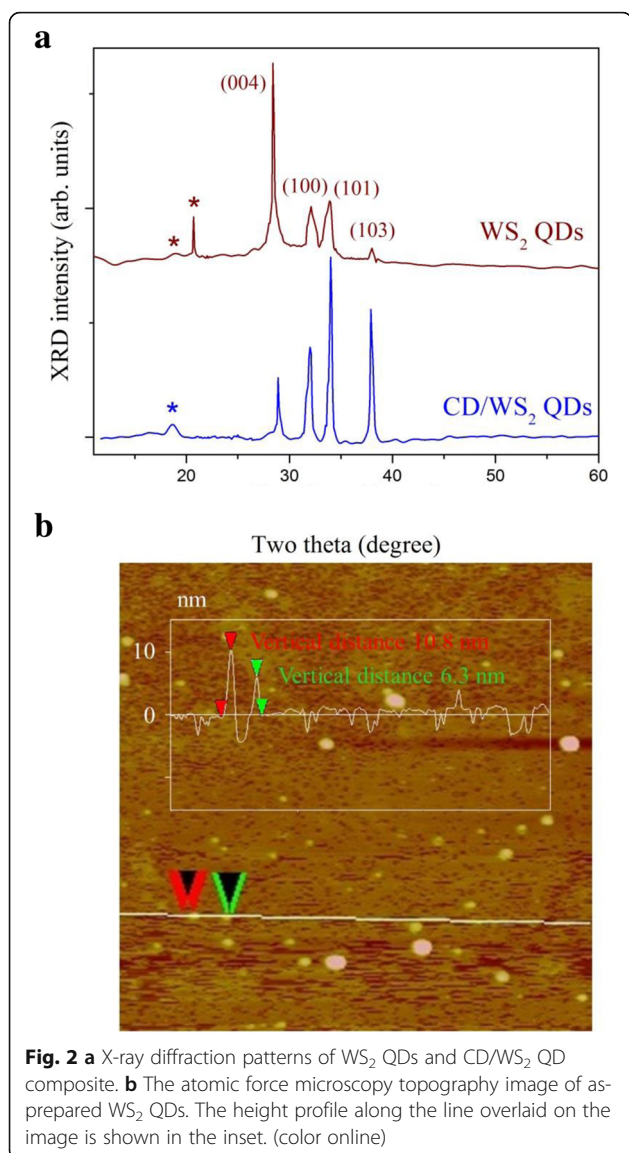 a
XRD intensity (arb. units)
(004)
(100)
(101)
(103)
*
*
WS₂ QDs
*
CD/WS₂ QDs
20
30
40
50
60
Two theta (degree)
b
nm
10
0
Vertical distance 10.8 nm
Vertical distance 6.3 nm
Fig. 2 a X-ray diffraction patterns of WS₂ QDs and CD/WS₂ QD
composite. b The atomic force microscopy topography image of as-
prepared WS₂ QDs. The height profile along the line overlaid on the
image is shown in the inset. (color online)